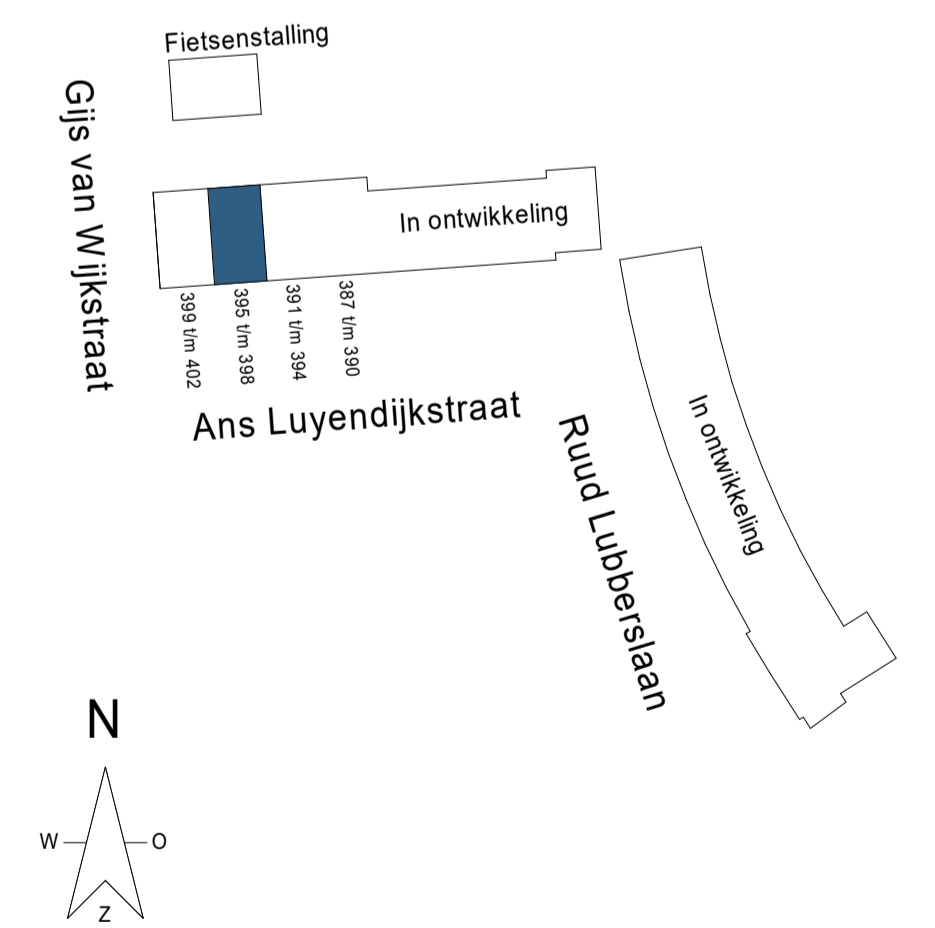 Fietsenstalling
Gijs van Wijkstraat
In ontwikkeling
399 t/m 402
395 t/m 398
391 t/m 394
387 t/m 390
Ans Luyendijkstraat
Ruud Lubberslaan
In ontwikkeling
N
W
O
Z